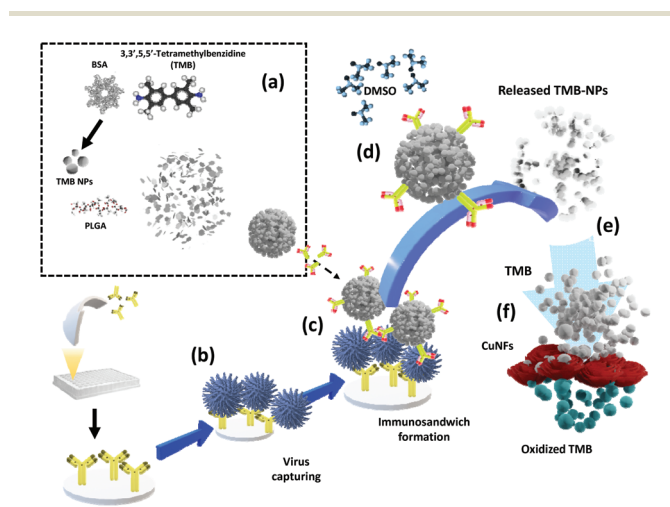 3,3’,5,5’-Tetramethylbenzidine
(TMB)
BSA
(a)
TMB NPs
PLGA
DMSO
(d)
Released TMB-NPs
(e)
TMB
(f)
CuNFs
Oxidized TMB
(b)
(c)
Immunosandwich
formation
Virus
capturing